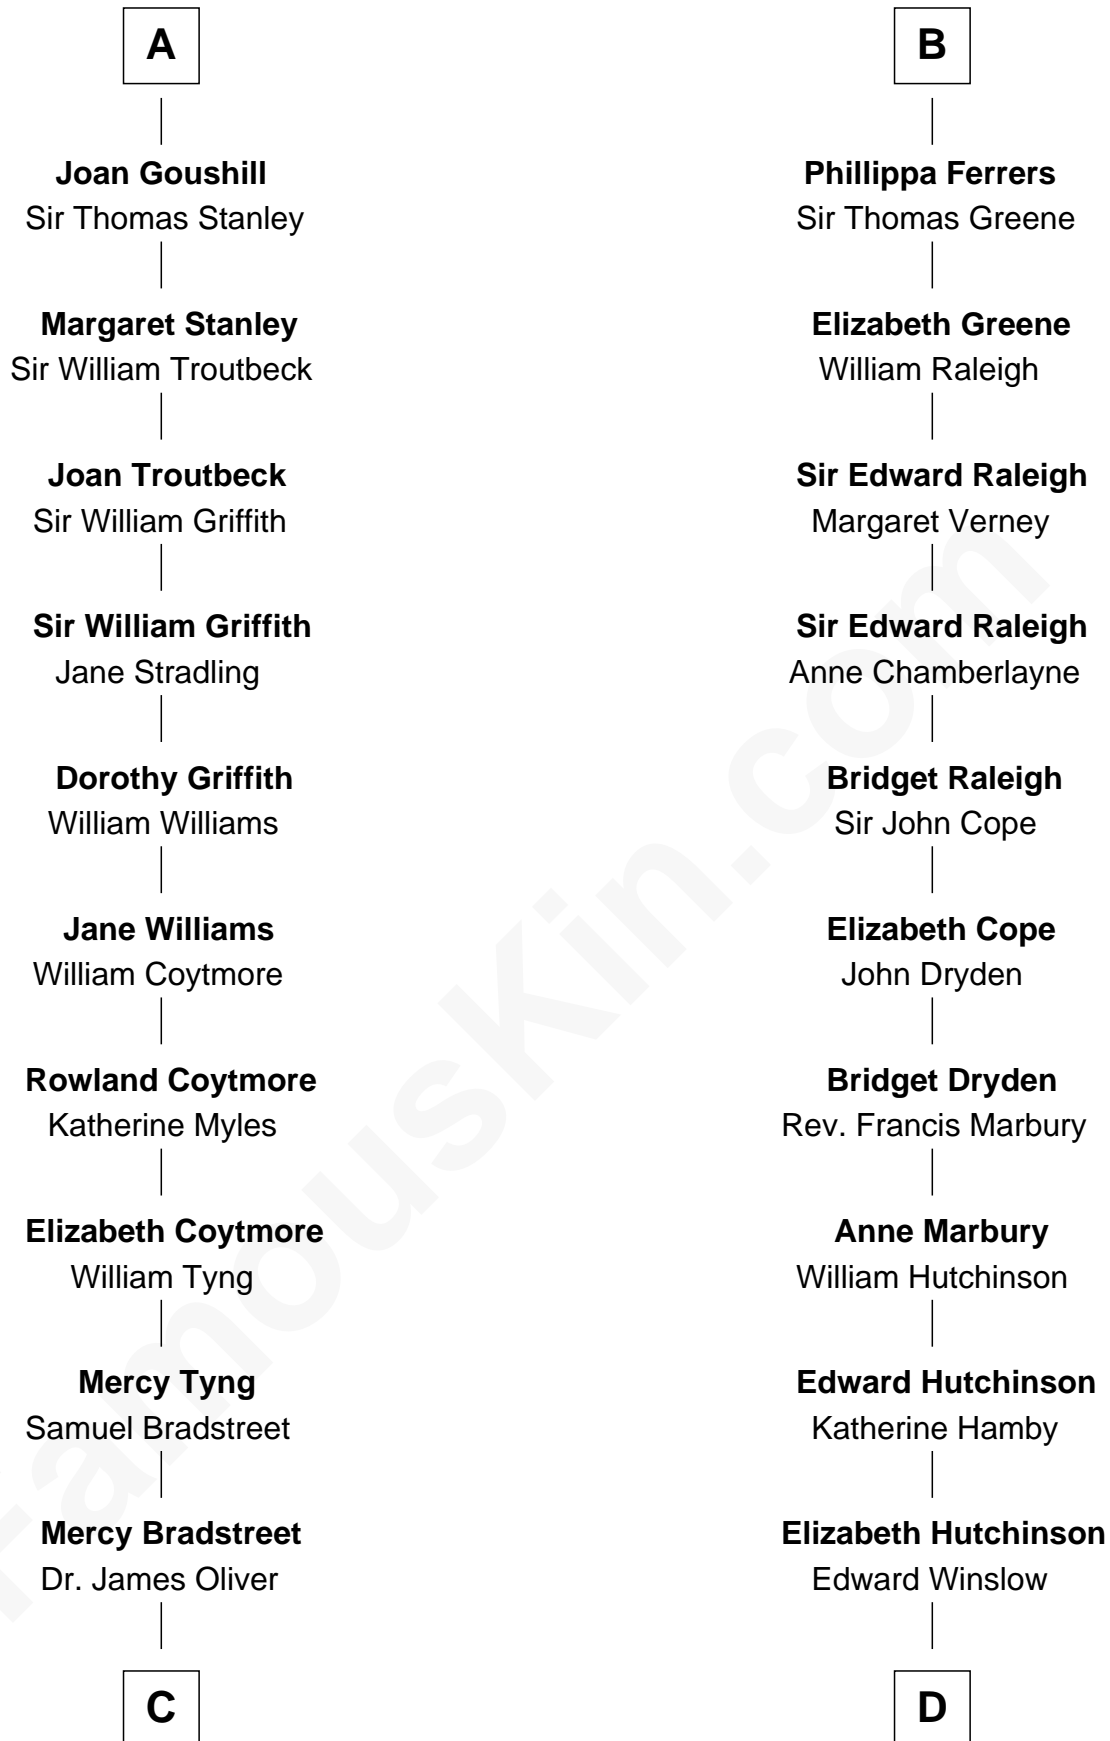 A
Joan Goushill
Sir Thomas Stanley
Margaret Stanley
Sir William Troutbeck
Joan Troutbeck
Sir William Griffith
Sir William Griffith
Jane Stradling
Dorothy Griffith
William Williams
Jane Williams
William Coytmore
Rowland Coytmore
Katherine Myles
Elizabeth Coytmore
William Tyng
Mercy Tyng
Samuel Bradstreet
Mercy Bradstreet
Dr. James Oliver
C
B
Phillippa Ferrers
Sir Thomas Greene
Elizabeth Greene
William Raleigh
Sir Edward Raleigh
Margaret Verney
Sir Edward Raleigh
Anne Chamberlayne
Bridget Raleigh
Sir John Cope
Elizabeth Cope
John Dryden
Bridget Dryden
Rev. Francis Marbury
Anne Marbury
William Hutchinson
Edward Hutchinson
Katherine Hamby
Elizabeth Hutchinson
Edward Winslow
D
FamousKin.com